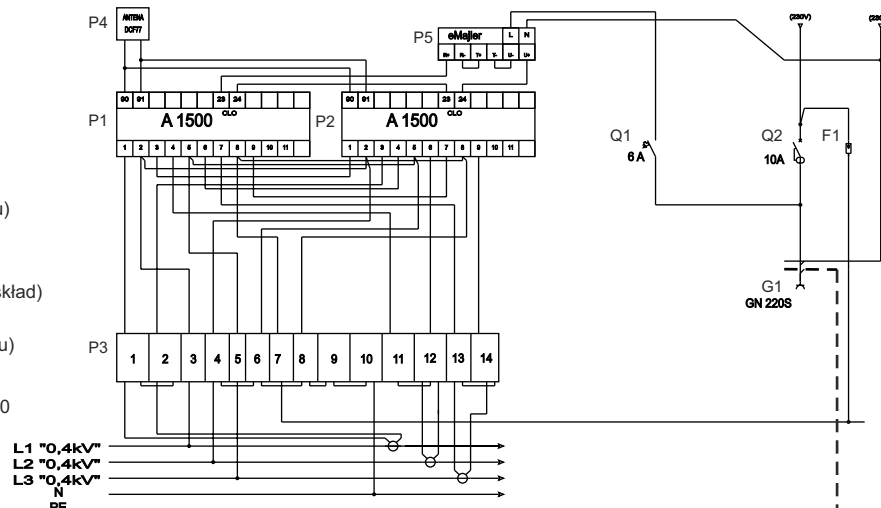 P4
ANTENA
DCF77
P5
eMajler
L N
R+ R- T+ T- U- U+
(230V)
P1
90 91 23 24
A 1500
CLO
1 2 3 4 5 6 7 8 9 10 11
P2
90 91 23 24
A 1500
CLO
1 2 3 4 5 6 7 8 9 10 11
Q1
6 A
Q2
10A
F1
u)
skład)
u)
0
G1
GN 220S
P3
1 2 3 4 5 6 7 8 9 10 11 12 13 14
L1 "0,4kV"
L2 "0,4kV"
L3 "0,4kV"
N
PE